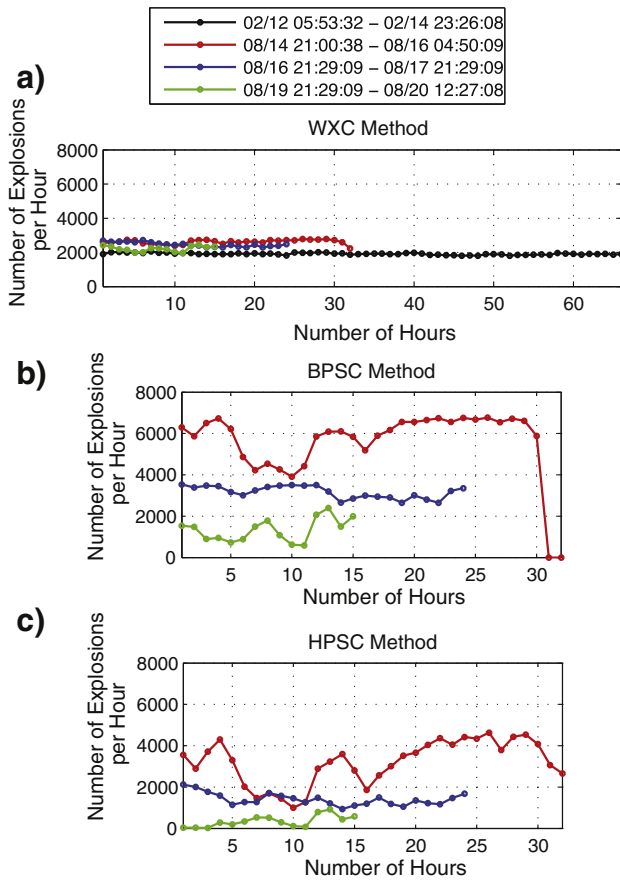 02/12 05:53:32 – 02/14 23:26:08
08/14 21:00:38 – 08/16 04:50:09
08/16 21:29:09 – 08/17 21:29:09
08/19 21:29:09 – 08/20 12:27:08
a)
WXC Method
Number of Explosions
per Hour
8000
6000
4000
2000
0
10 20 30 40 50 60
Number of Hours
b)
BPSC Method
Number of Explosions
per Hour
8000
6000
4000
2000
0
5 10 15 20 25 30
Number of Hours
c)
HPSC Method
Number of Explosions
per Hour
8000
6000
4000
2000
0
5 10 15 20 25 30
Number of Hours